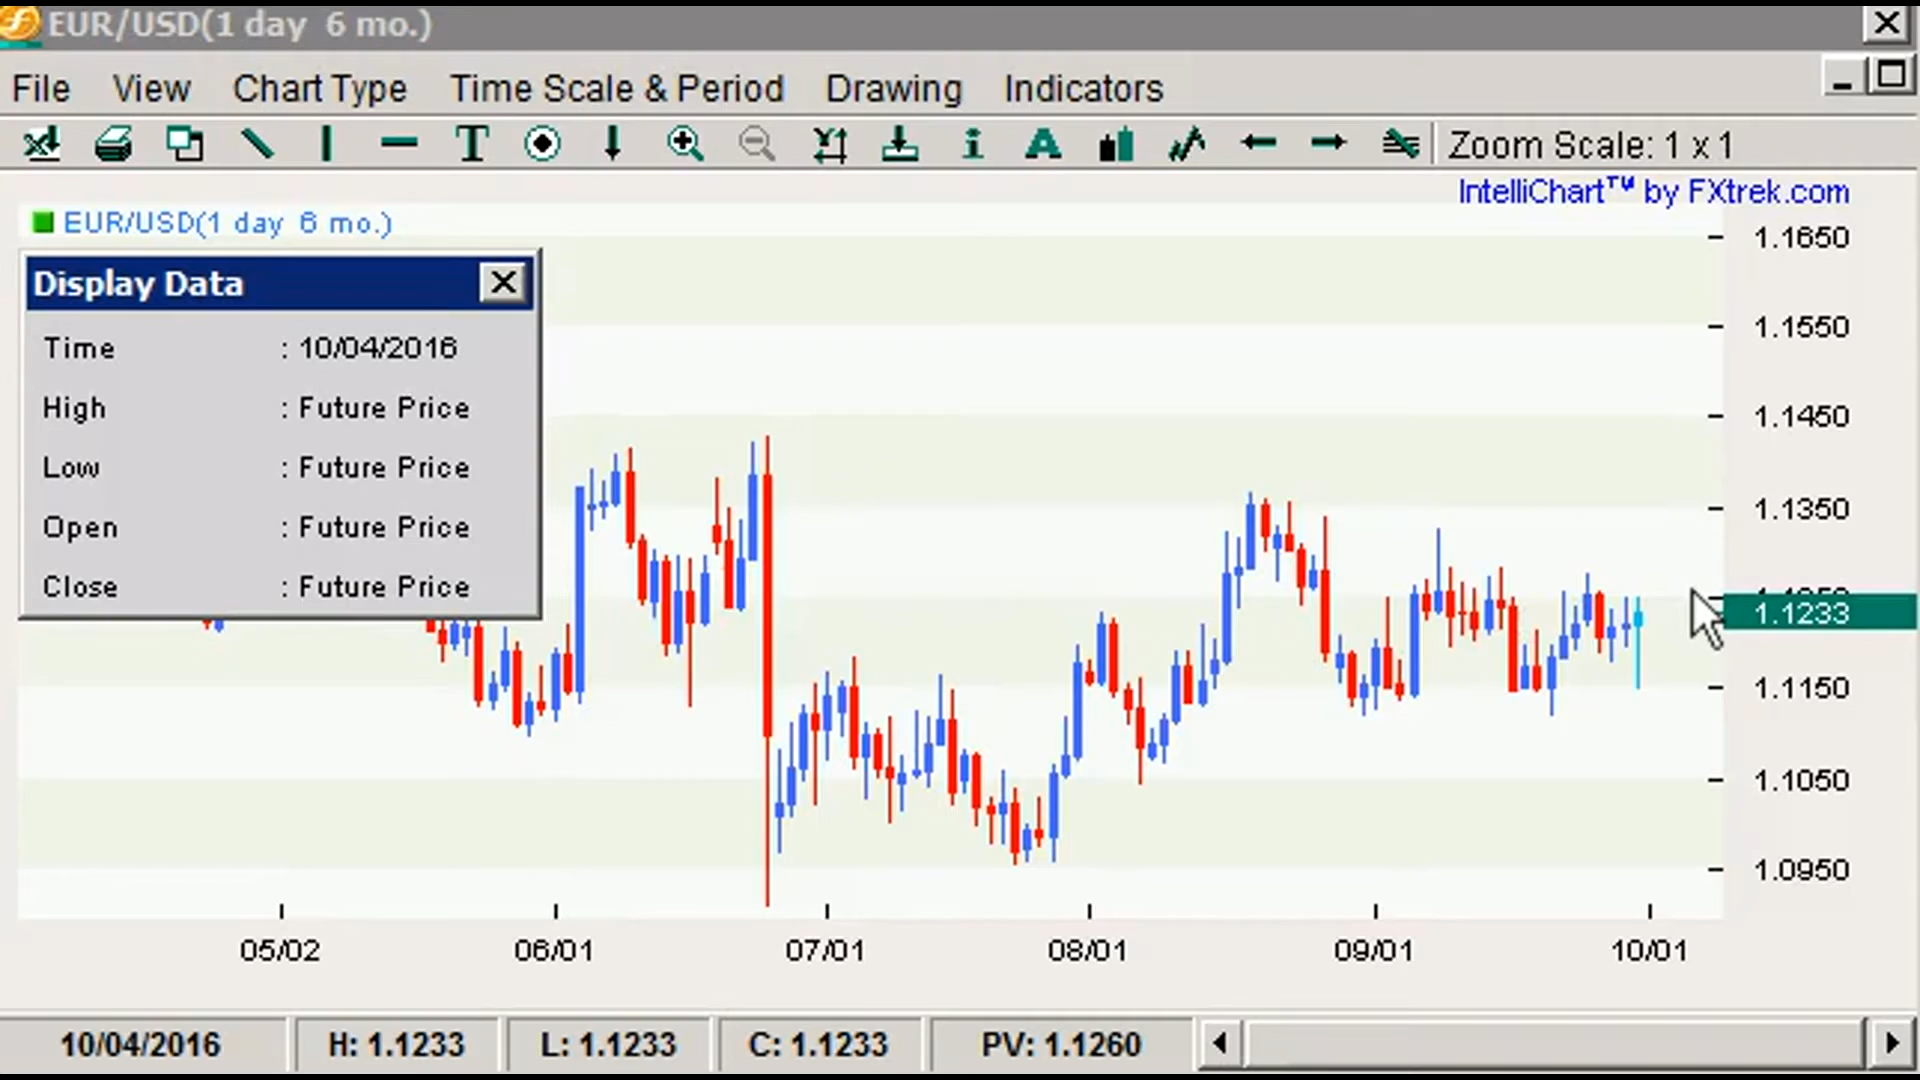 EUR/USD(1 day 6 mo.)
File View Chart Type Time Scale & Period Drawing Indicators
Zoom Scale: 1 x 1
IntelliChart™ by FXtrek.com
EUR/USD(1 day 6 mo.)
Display Data
Time : 10/04/2016
High : Future Price
Low : Future Price
Open : Future Price
Close : Future Price
1.1650
1.1550
1.1450
1.1350
1.1233
1.1150
1.1050
1.0950
05/02 06/01 07/01 08/01 09/01 10/01
10/04/2016 H: 1.1233 L: 1.1233 C: 1.1233 PV: 1.1260